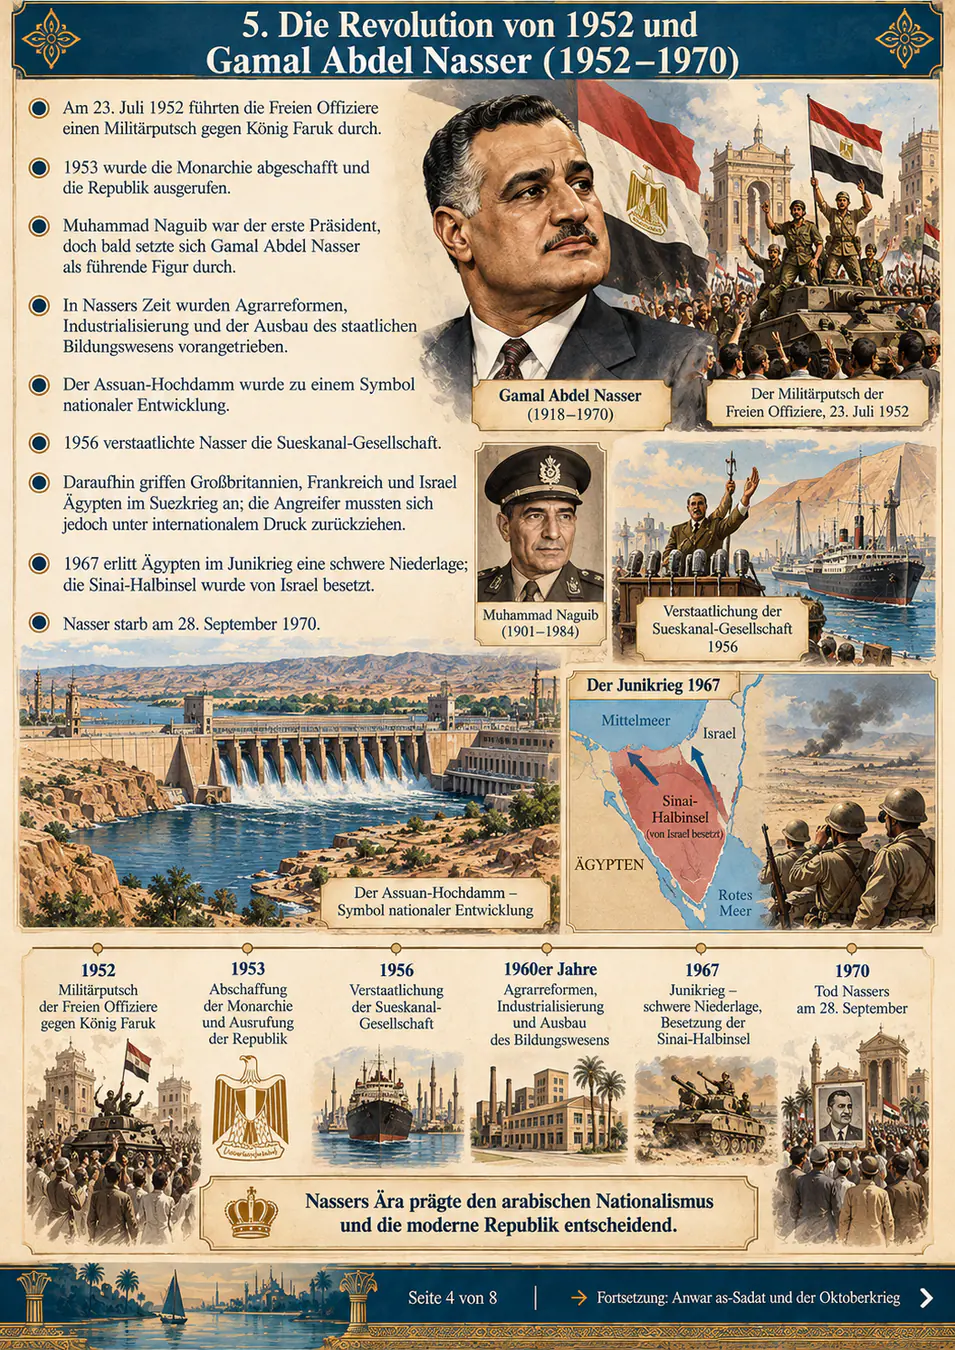 5. Die Revolution von 1952 und
Gamal Abdel Nasser (1952–1970)
Am 23. Juli 1952 führten die Freien Offiziere
einen Militärputsch gegen König Faruk durch.
1953 wurde die Monarchie abgeschafft und
die Republik ausgerufen.
Muhammad Naguib war der erste Präsident,
doch bald setzte sich Gamal Abdel Nasser
als führende Figur durch.
In Nassers Zeit wurden Agrarreformen,
Industrialisierung und der Ausbau des staatlichen
Bildungswesens vorangetrieben.
Der Assuan-Hochdamm wurde zu einem Symbol
nationaler Entwicklung.
1956 verstaatlichte Nasser die Sueskanal-Gesellschaft.
Daraufhin griffen Großbritannien, Frankreich und Israel
Ägypten im Suezkrieg an; die Angreifer mussten sich
jedoch unter internationalem Druck zurückziehen.
1967 erlitt Ägypten im Junikrieg eine schwere Niederlage;
die Sinai-Halbinsel wurde von Israel besetzt.
Nasser starb am 28. September 1970.
Gamal Abdel Nasser
(1918–1970)
Der Militärputsch der
Freien Offiziere, 23. Juli 1952
Muhammad Naguib
(1901–1984)
Verstaatlichung der
Sueskanal-Gesellschaft
1956
Der Assuan-Hochdamm –
Symbol nationaler Entwicklung
Der Junikrieg 1967
Mittelmeer
Israel
Sinai-
Halbinsel
(von Israel besetzt)
ÄGYPTEN
Rotes
Meer
1952
Militärputsch
der Freien Offiziere
gegen König Faruk
1953
Abschaffung
der Monarchie
und Ausrufung
der Republik
1956
Verstaatlichung
der Sueskanal-
Gesellschaft
1960er Jahre
Agrarreformen,
Industrialisierung
und Ausbau
des Bildungswesens
1967
Junikrieg –
schwere Niederlage,
Besetzung der
Sinai-Halbinsel
1970
Tod Nassers
am 28. September
Nassers Ära prägte den arabischen Nationalismus
und die moderne Republik entscheidend.
Seite 4 von 8
Fortsetzung: Anwar as-Sadat und der Oktoberkrieg